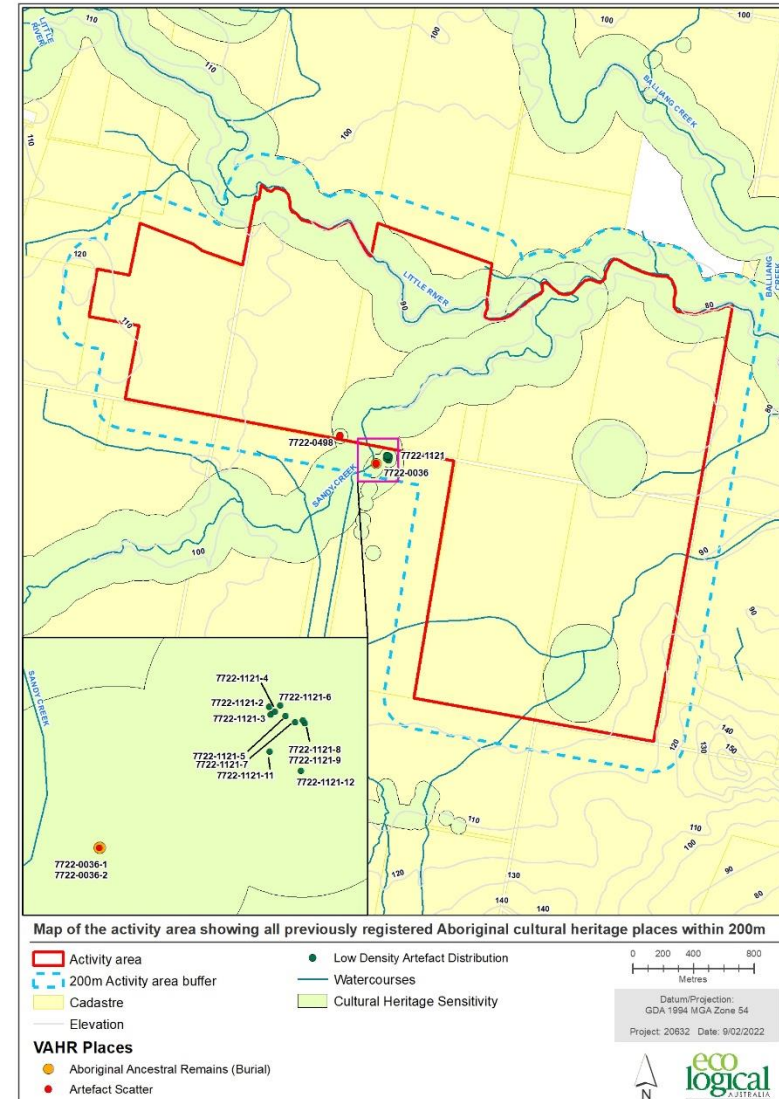 LITTLE
RIVER
110
100
100
100
110
110
BALLIANG CREEK
120
110
LITTLE RIVER
90
80
BALLIANG
CREEK
80
7722-0498
7722-1121
7722-0036
SANDY CREEK
100
90
90
120
140
130
150
110
110
100
90
80
120
130
140
140
SANDY CREEK
7722-1121-4
7722-1121-6
7722-1121-2
7722-1121-3
7722-1121-5
7722-1121-7
7722-1121-8
7722-1121-9
7722-1121-11
7722-1121-12
7722-0036-1
7722-0036-2
Map of the activity area showing all previously registered Aboriginal cultural heritage places within 200m
Activity area
200m Activity area buffer
Cadastre
Elevation
VAHR Places
Aboriginal Ancestral Remains (Burial)
Artefact Scatter
Low Density Artefact Distribution
Watercourses
Cultural Heritage Sensitivity
0 200 400 800
Metres
Datum/Projection:
GDA 1994 MGA Zone 54
Project: 20632 Date: 9/02/2022
N
eco
logical
AUSTRALIA